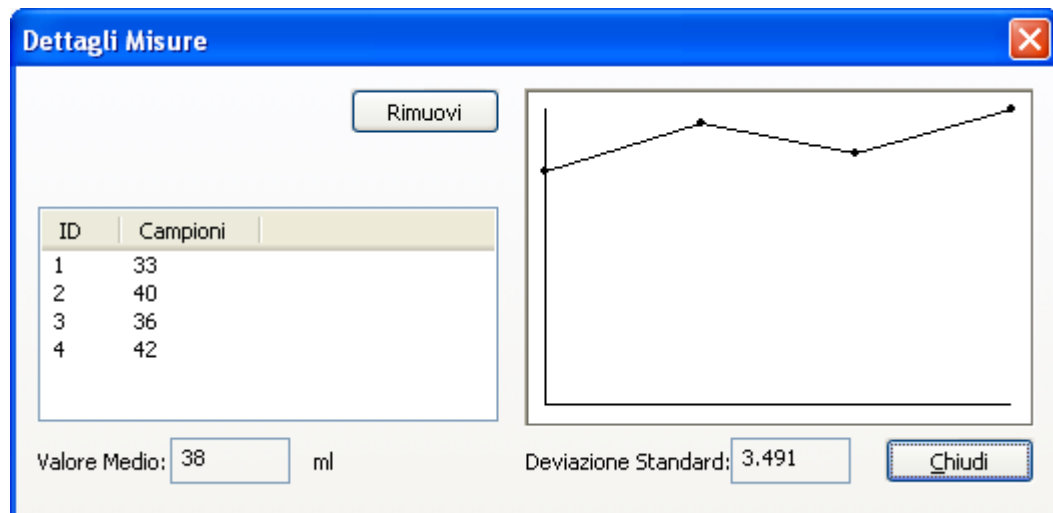 Dettagli Misure
Rimuovi
ID Campioni
1 33
2 40
3 36
4 42
Valore Medio: 38 ml
Deviazione Standard: 3.491
Chiudi